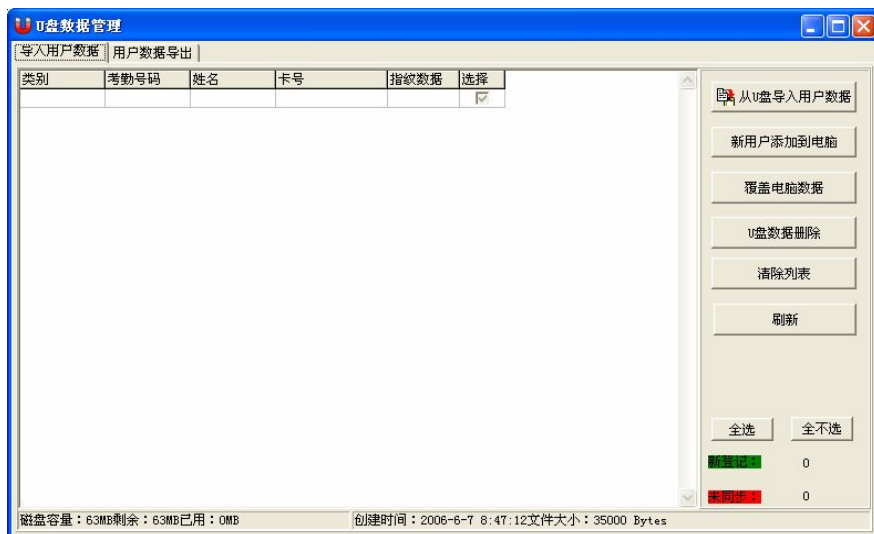 U盘数据管理
导入用户数据 用户数据导出
类别 考勤号码 姓名 卡号 指纹数据 选择
从U盘导入用户数据
新用户添加到电脑
覆盖电脑数据
U盘数据删除
清除列表
刷新
全选 全不选
新登记： 0
未同步： 0
磁盘容量：63MB剩余：63MB已用：0MB 创建时间：2006-6-7 8:47:12文件大小：35000 Bytes